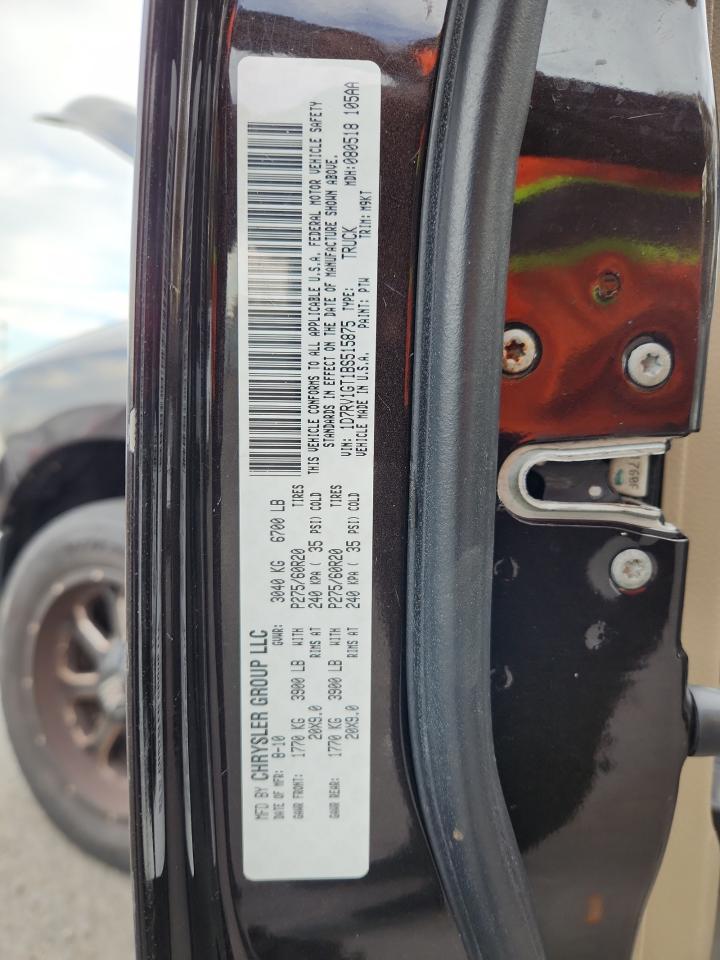 MFD BY CHRYSLER GROUP LLC
DATE OF MFR: 8-10 GVWR: 3040 KG 6700 LB
GAWR FRONT: 1770 KG 3900 LB WITH P275/60R20 TIRES
20X9.0 RIMS AT 240 KPA ( 35 PSI) COLD
GAWR REAR: 1770 KG 3900 LB WITH P275/60R20 TIRES
20X9.0 RIMS AT 240 KPA ( 35 PSI) COLD
THIS VEHICLE CONFORMS TO ALL APPLICABLE U.S.A. FEDERAL MOTOR VEHICLE SAFETY
STANDARDS IN EFFECT ON THE DATE OF MANUFACTURE SHOWN ABOVE.
VIN: 1D7RV1GT1BS515875 TYPE: TRUCK MDH:080518 105AA
VEHICLE MADE IN U.S.A. PAINT: PTW TRIM: M9KT